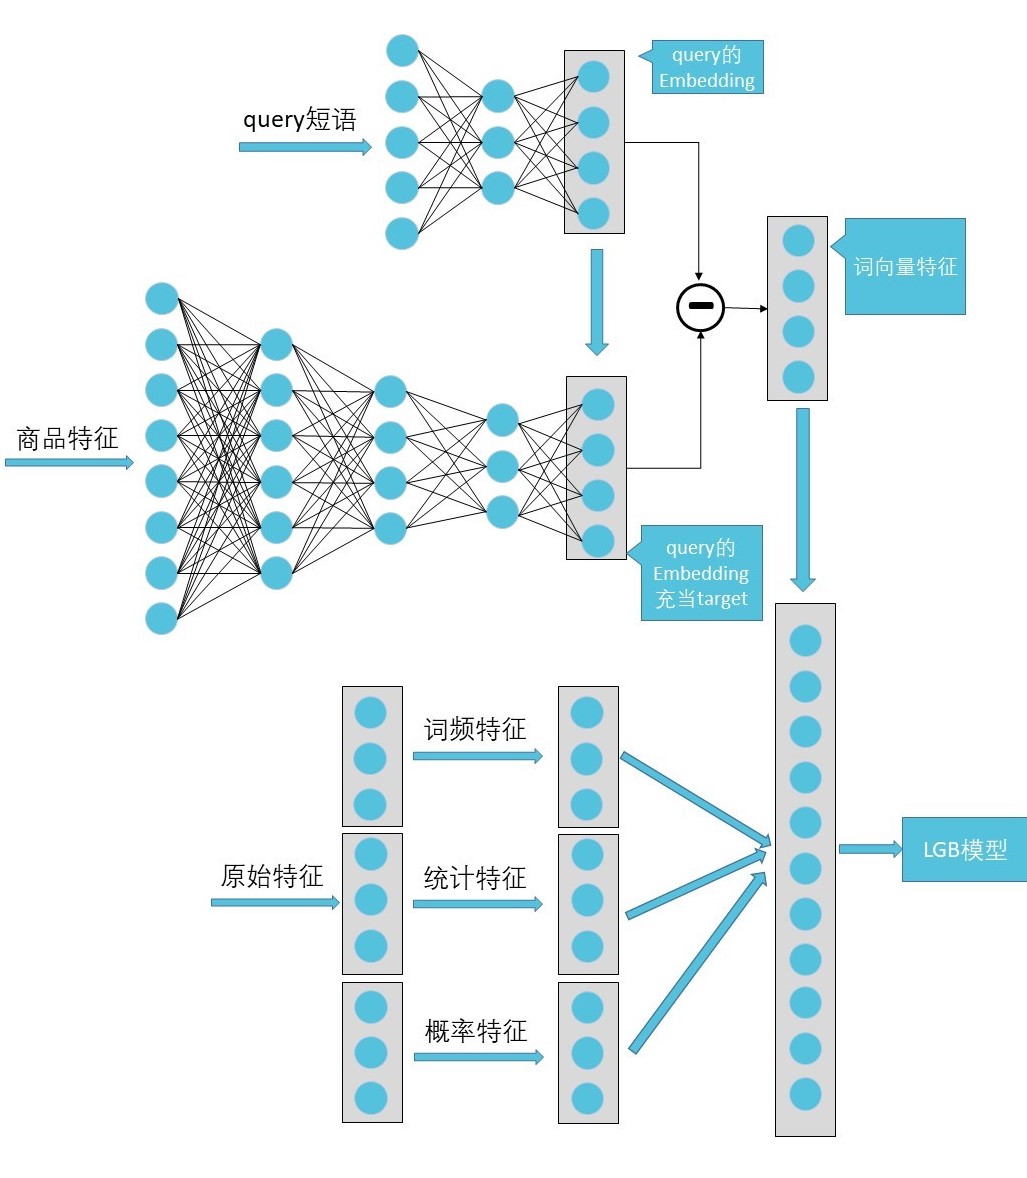 query的
Embedding
query短语
词向量特征
商品特征
query的
Embedding
充当target
词频特征
原始特征
统计特征
LGB模型
概率特征